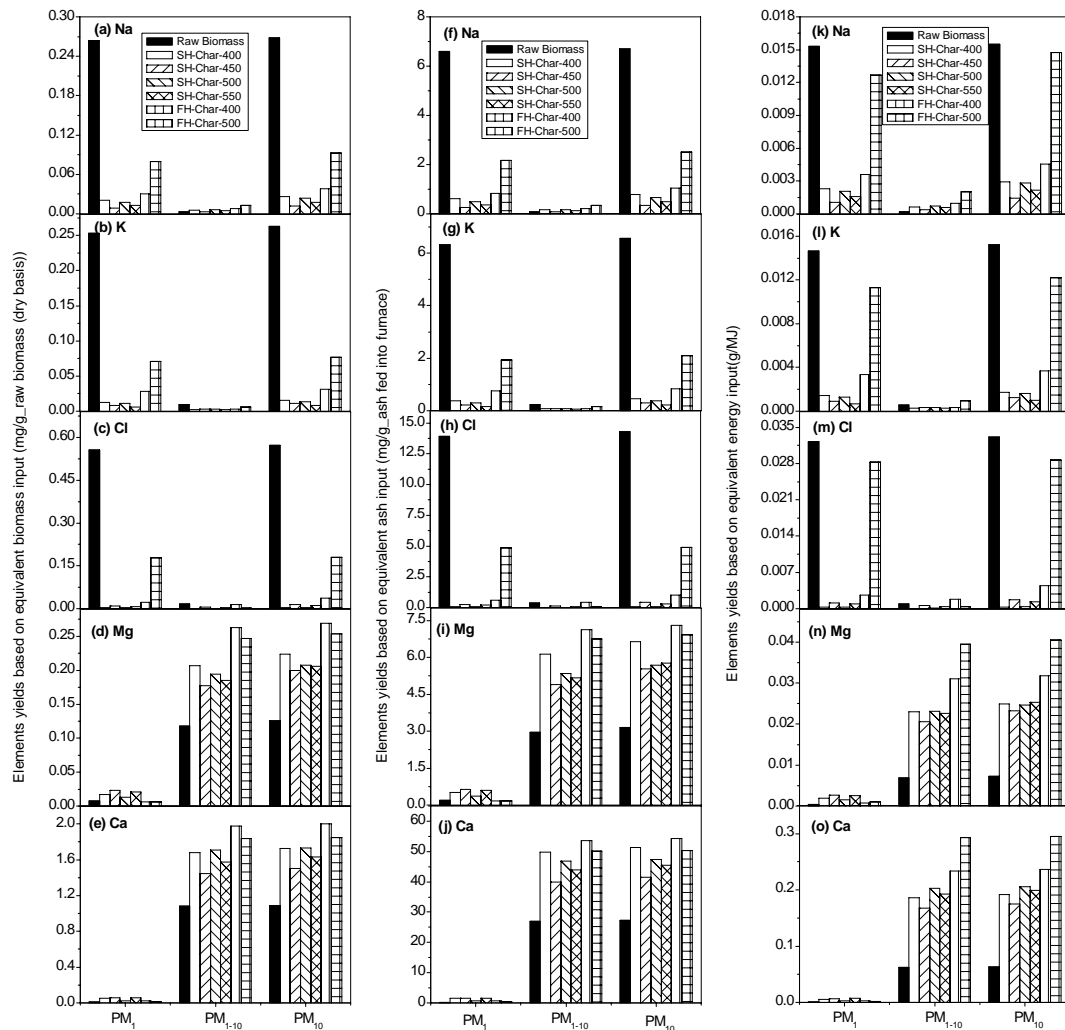 Elements yields based on equivalent biomass input (mg/g_raw biomass (dry basis))
(a) Na
Raw Biomass
SH-Char-400
SH-Char-450
SH-Char-500
SH-Char-550
FH-Char-400
FH-Char-500
0.30
0.24
0.18
0.12
0.06
0.00
(b) K
0.25
0.20
0.15
0.10
0.05
0.00
(c) Cl
0.60
0.45
0.30
0.15
0.00
(d) Mg
0.25
0.20
0.15
0.10
0.05
0.00
(e) Ca
2.0
1.6
1.2
0.8
0.4
0.0
PM1 PM1-10 PM10
Elements yields based on equivalent ash input (mg/g_ash fed into furnace)
(f) Na
Raw Biomass
SH-Char-400
SH-Char-450
SH-Char-500
SH-Char-550
FH-Char-400
FH-Char-500
8
6
4
2
0
(g) K
6
4
2
0
(h) Cl
15.0
12.5
10.0
7.5
5.0
2.5
0.0
(i) Mg
7.5
6.0
4.5
3.0
1.5
0.0
(j) Ca
60
50
40
30
20
10
0
PM1 PM1-10 PM10
Elements yields based on equivalent energy input(g/MJ)
(k) Na
Raw Biomass
SH-Char-400
SH-Char-450
SH-Char-500
SH-Char-550
FH-Char-400
FH-Char-500
0.015
0.012
0.009
0.006
0.003
0.000
(l) K
0.016
0.012
0.008
0.004
0.000
(m) Cl
0.035
0.028
0.021
0.014
0.007
0.000
(n) Mg
0.04
0.03
0.02
0.01
0.00
(o) Ca
0.3
0.2
0.1
0.0
PM1 PM1-10 PM10